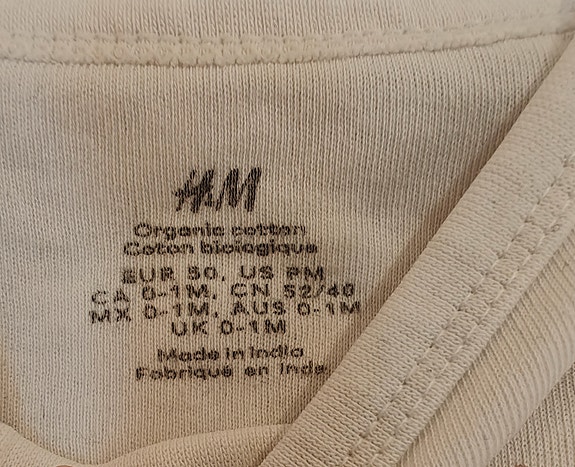 H&M
Organic cotton
Coton biologique
EUR 50, US PM
CA 0-1M, CN 52/40
MX 0-1M, AUS 0-1M
UK 0-1M
Made in India
Fabriqué en Inde